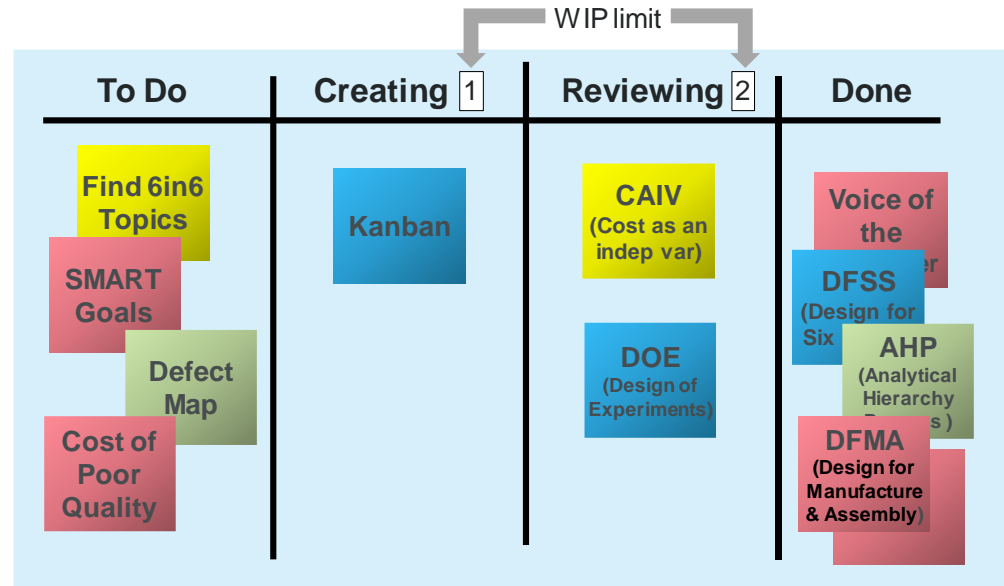 WIP limit
To Do
Creating 1
Reviewing 2
Done
Find 6in6
Topics
SMART
Goals
Defect
Map
Cost of
Poor
Quality
Kanban
CAIV
(Cost as an
indep var)
DOE
(Design of
Experiments)
Voice of
the
DFSS
(Design for
Six
AHP
(Analytical
Hierarchy
DFMA
(Design for
Manufacture
& Assembly)